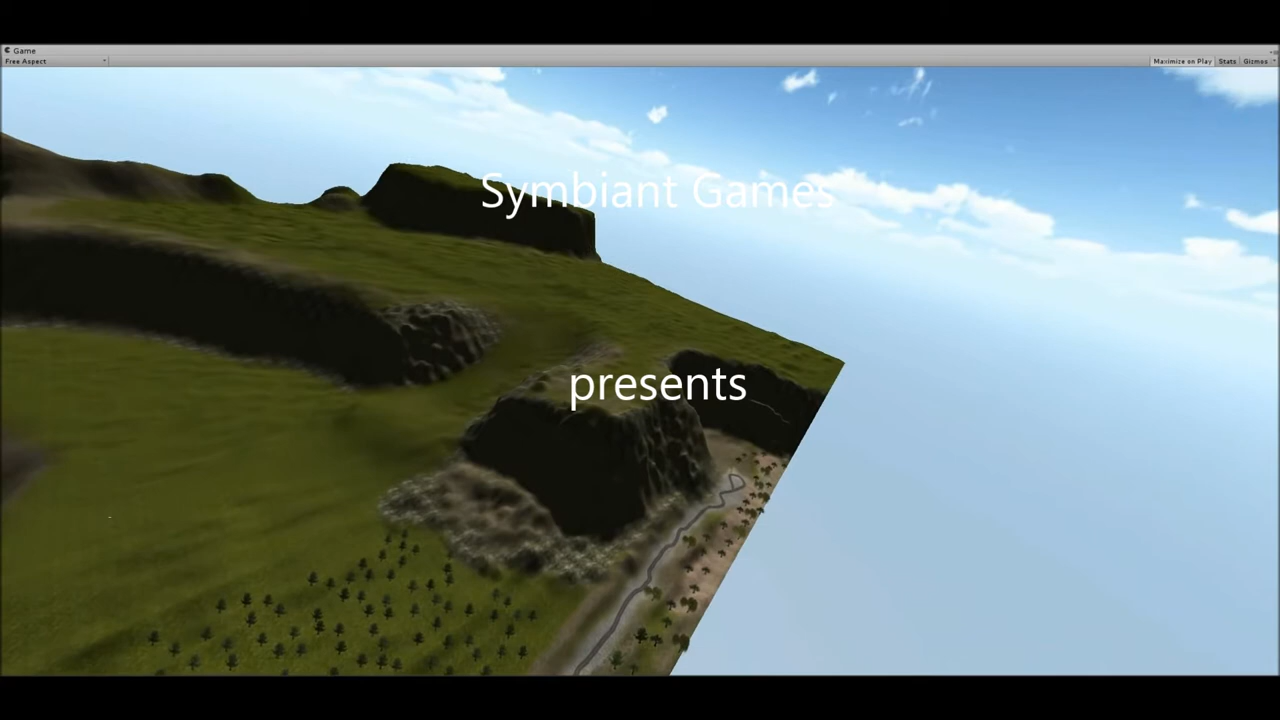 Game
Free Aspect
Maximize on Play Stats Gizmos
Symbiant Games
presents